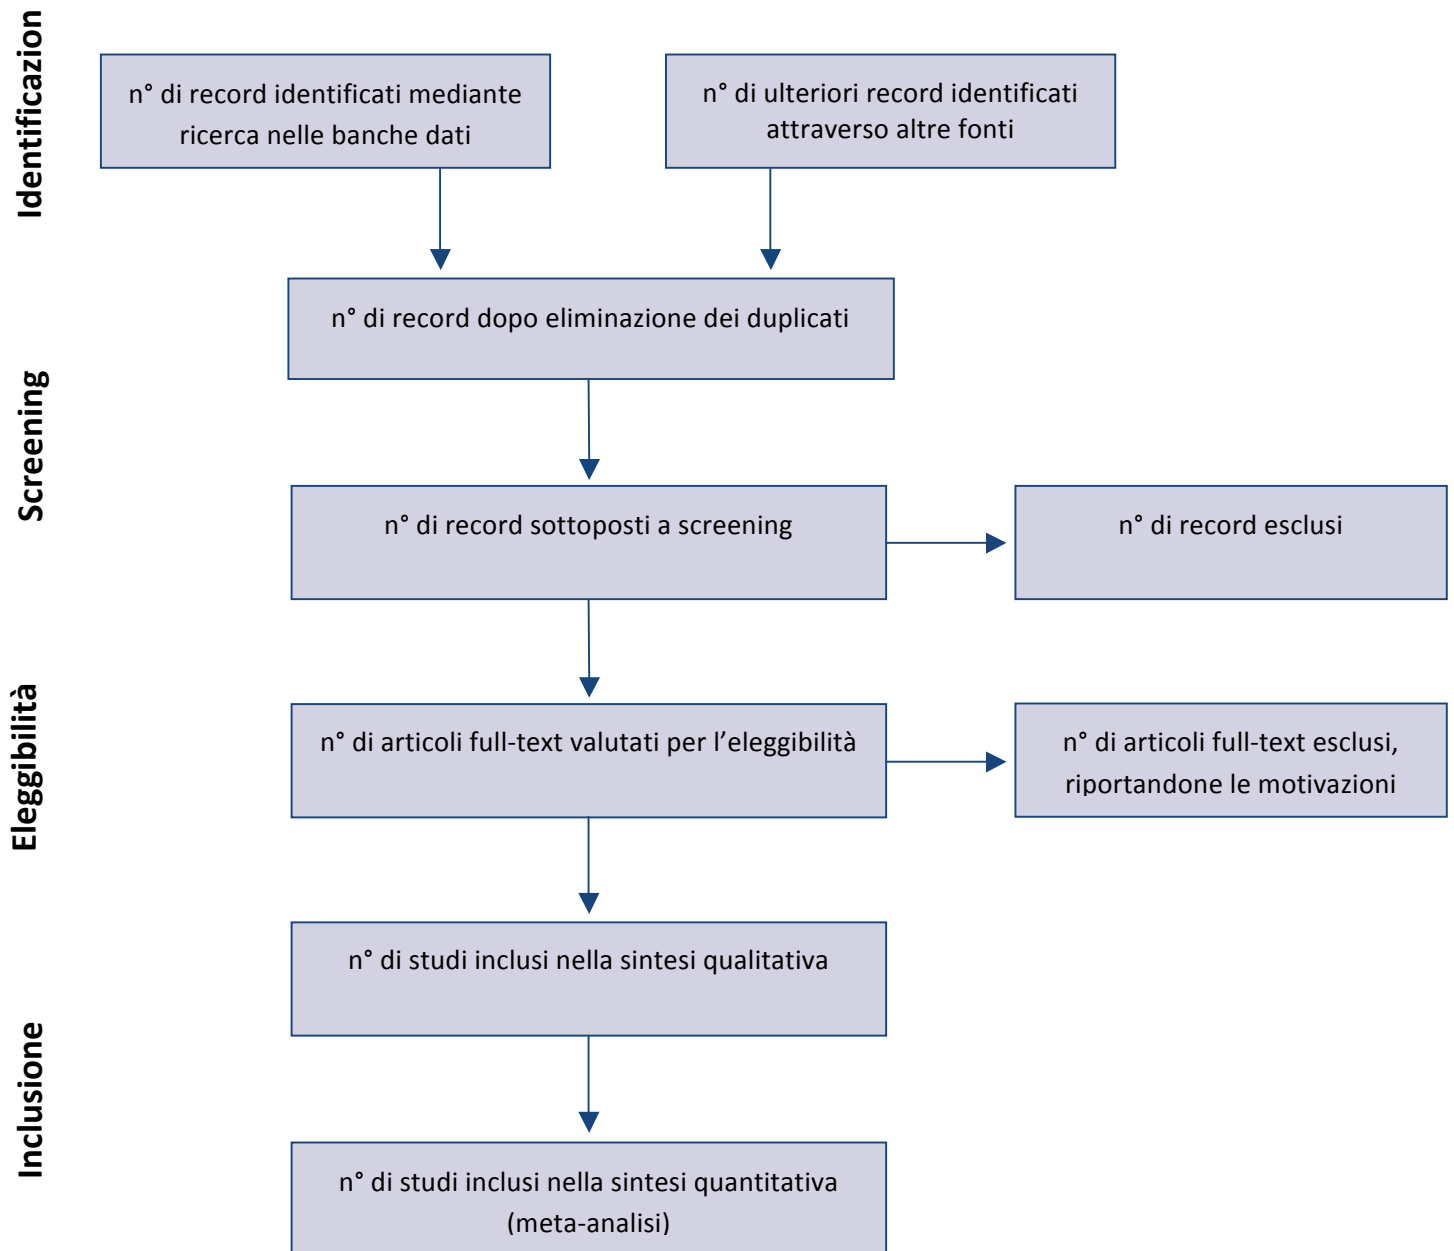 Identificazion
n° di record identificati mediante
ricerca nelle banche dati
n° di ulteriori record identificati
attraverso altre fonti
n° di record dopo eliminazione dei duplicati
Screening
n° di record sottoposti a screening
n° di record esclusi
Eleggibilità
n° di articoli full-text valutati per l’eleggibilità
n° di articoli full-text esclusi,
riportandone le motivazioni
n° di studi inclusi nella sintesi qualitativa
Inclusione
n° di studi inclusi nella sintesi quantitativa
(meta-analisi)